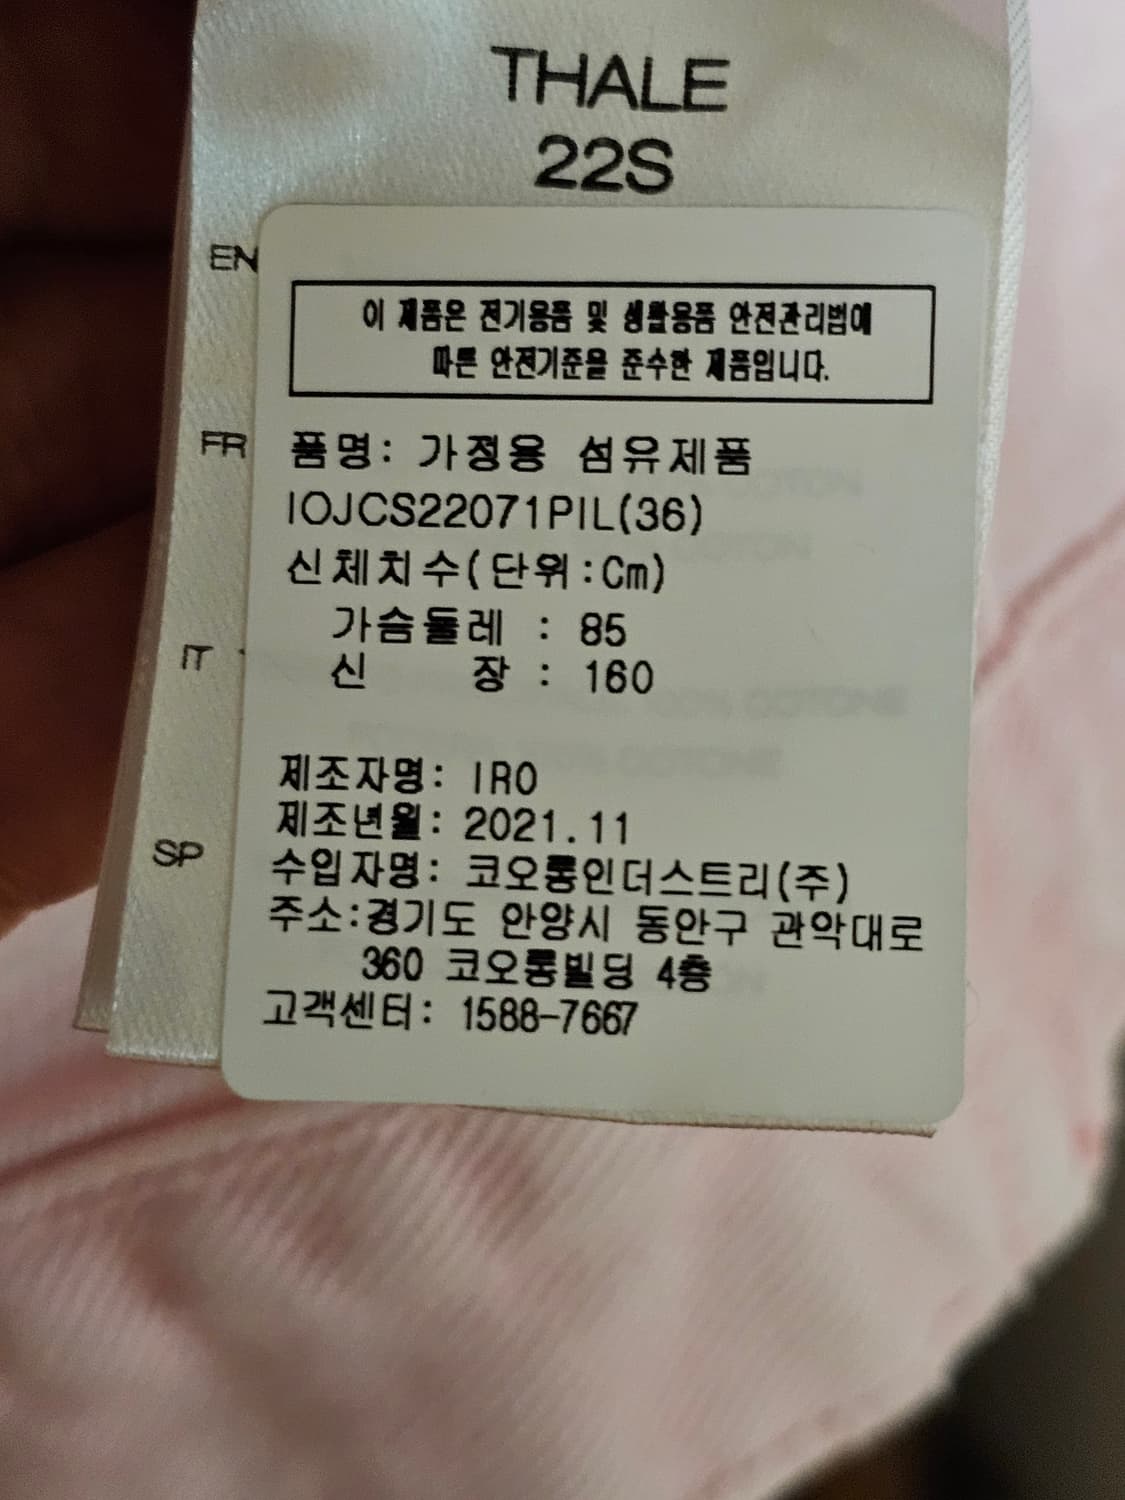 THALE
22S
EN
이 제품은 전기용품 및 생활용품 안전관리법에
따른 안전기준을 준수한 제품입니다.
FR
품명: 가정용 섬유제품
IOJCS22071PIL(36)
신체치수(단위:Cm)
가슴둘레 : 85
IT
신 장 : 160
제조자명: IRO
제조년월: 2021.11
SP
수입자명: 코오롱인더스트리(주)
주소:경기도 안양시 동안구 관악대로
360 코오롱빌딩 4층
고객센터: 1588-7667